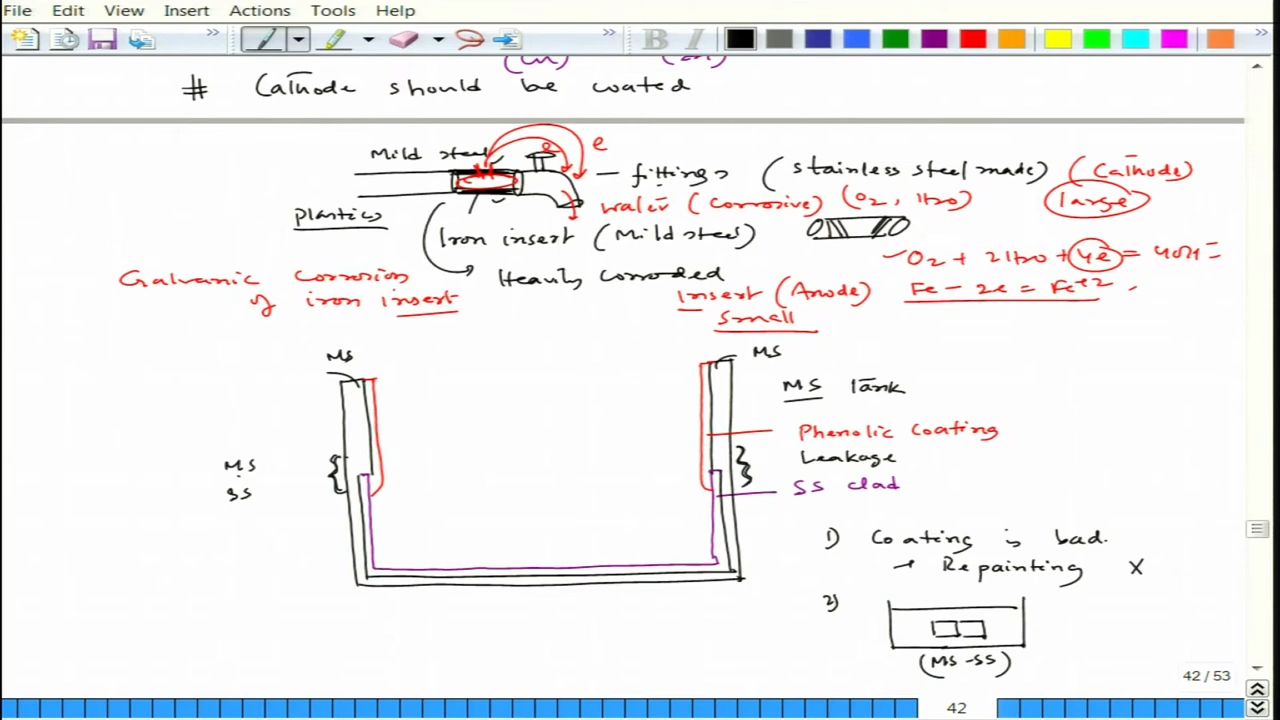 File Edit View Insert Actions Tools Help
# Cathode should be coated
Mild steel
e
e
fittings (stainless steel made) (Cathode)
large
Plastics
water (corrosive) (O2, H2O)
Iron insert (Mild steel)
Heavily corroded
O2 + 2H2O + 4e = 4OH-
Galvanic corrosion
of iron insert
Insert (Anode)
Small
Fe - 2e = Fe+2
MS
MS
MS Tank
Phenolic coating
Leakage
MS
SS
SS clad
1) Coating is bad.
→ Repainting X
2)
(MS-SS)
42 / 53
42